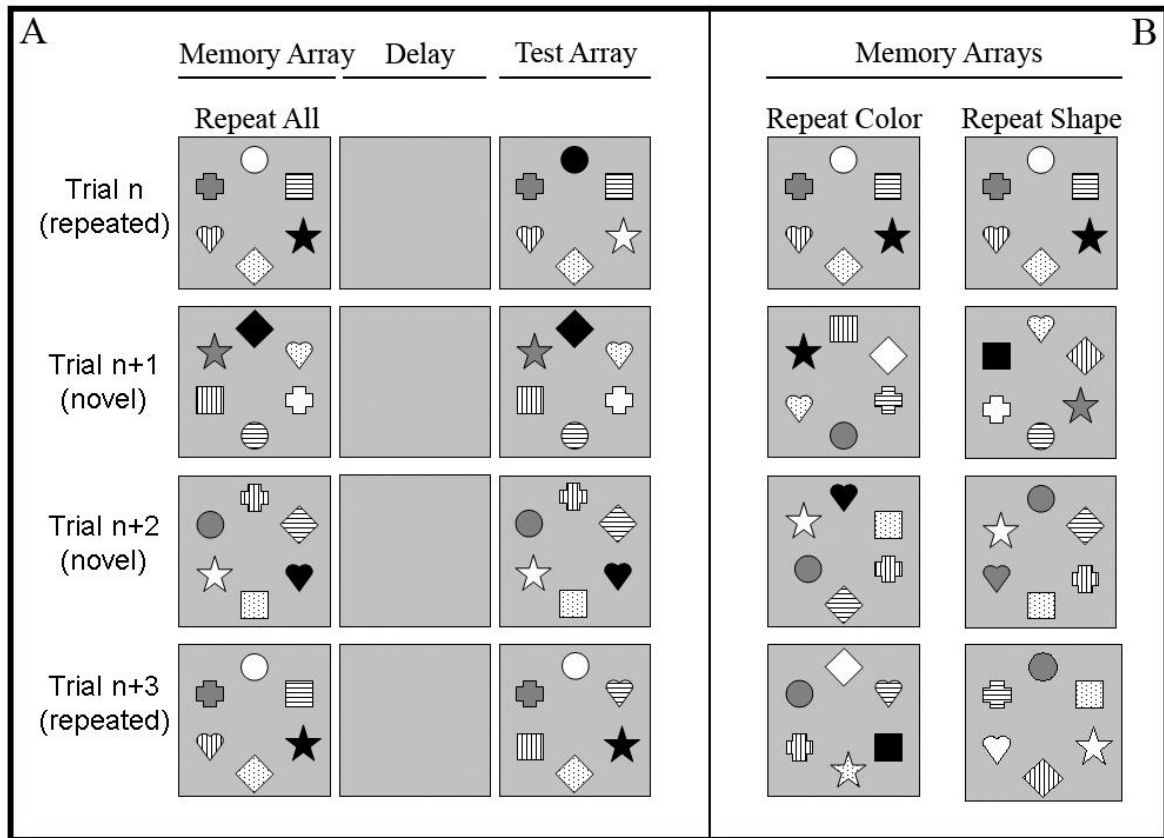 A
Memory Array
Delay
Test Array
Repeat All
Trial n
(repeated)
Trial n+1
(novel)
Trial n+2
(novel)
Trial n+3
(repeated)
B
Memory Arrays
Repeat Color
Repeat Shape